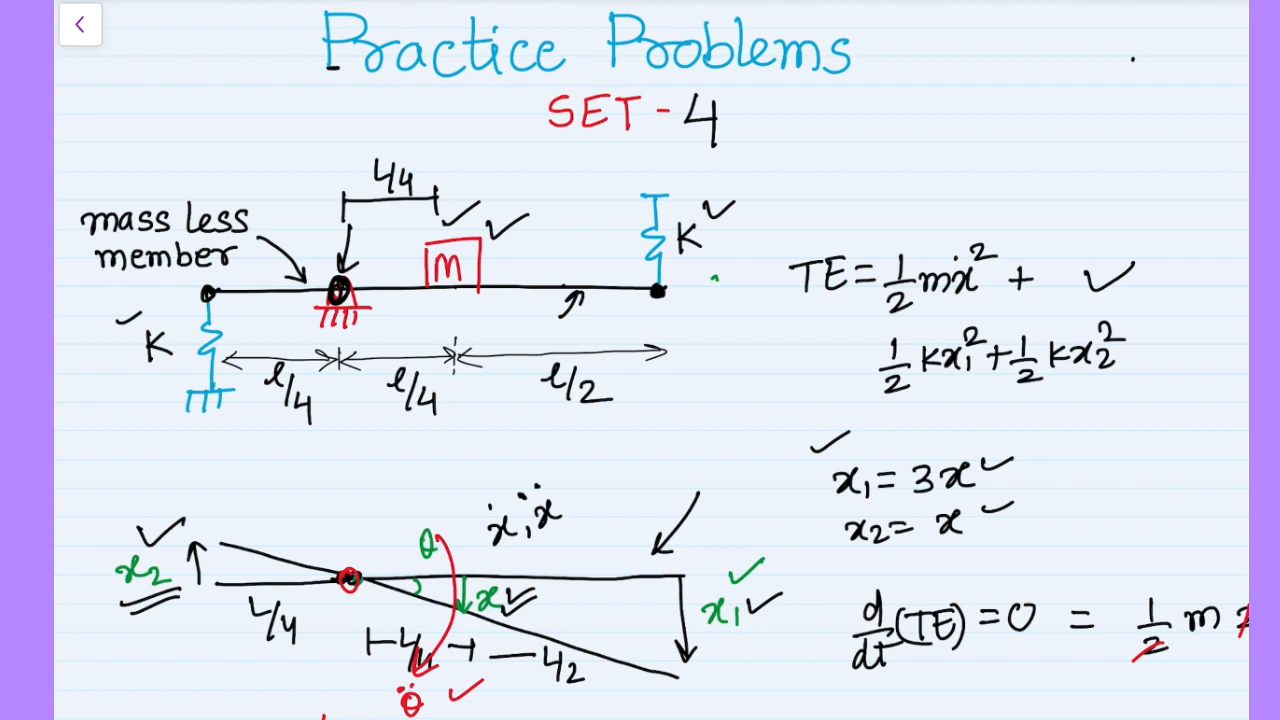 Practice Problems
SET - 4
L/4
mass less
member
m
K
K
l/4
l/4
l/2
TE = 1/2 mẋ² +
1/2 kx₁² + 1/2 kx₂²
x₁ = 3x
x₂ = x
ẋ, ẍ
θ
x₂
x
x₁
L/4
L/4
L/2
θ̈
d/dt (TE) = 0 = 1/2 m